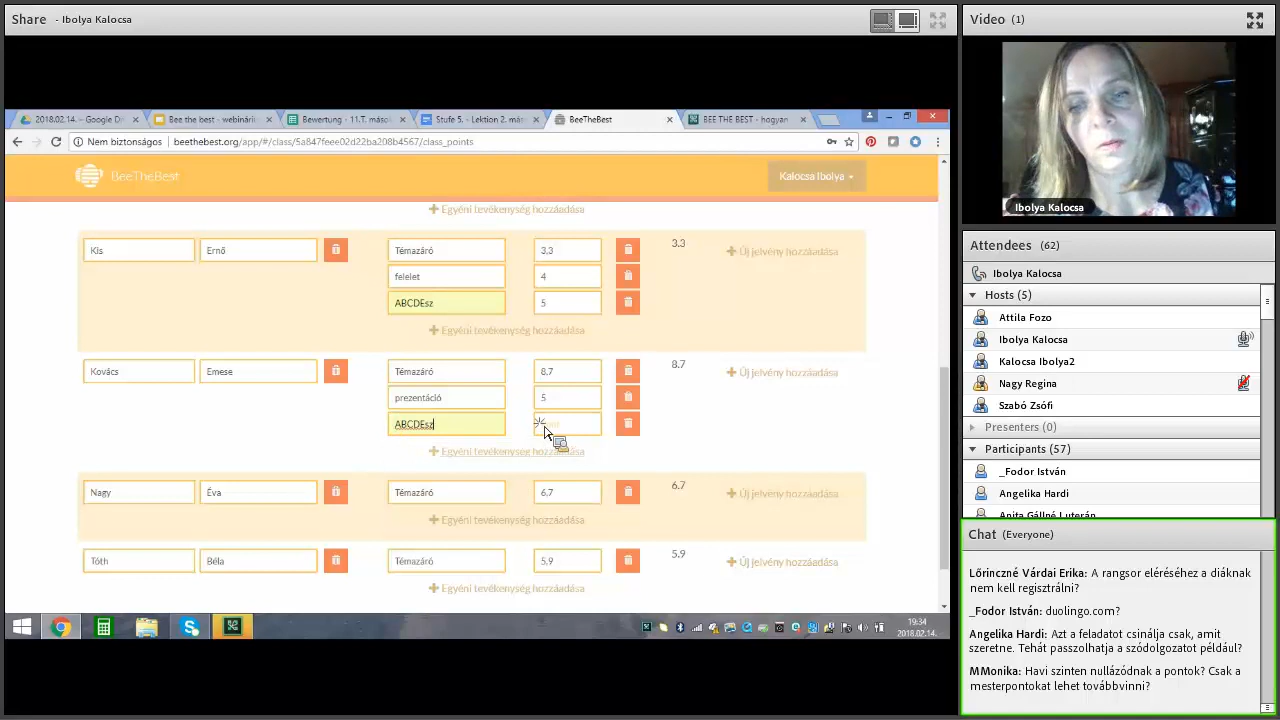 Share - Ibolya Kalocsa
Video (1)
2018.02.14. – Google D
Bee the best - webin
Bewertung - 11.T. máso
Stufe 5. - Lektion 2. má
BeeTheBest
BEE THE BEST - hogyan
Nem biztonságos
beethebest.org/app/#/class/5a847feee02d22ba208b4567/class_points
BeeTheBest
Kalocsa Ibolya
Ibolya Kalocsa
Egyéni tevékenység hozzáadása
Kis Ernő Témazáró 3,3 3.3 Új jelvény hozzáadása
felelet 4
ABCDEsz 5
Egyéni tevékenység hozzáadása
Kovács Emese Témazáró 8,7 8.7 Új jelvény hozzáadása
prezentáció 5
ABCDEsz
Egyéni tevékenység hozzáadása
Nagy Éva Témazáró 6,7 6.7 Új jelvény hozzáadása
Egyéni tevékenység hozzáadása
Tóth Béla Témazáró 5,9 5.9 Új jelvény hozzáadása
Egyéni tevékenység hozzáadása
19:34
2018.02.14.
Attendees (62)
Ibolya Kalocsa
Hosts (5)
Attila Fozo
Ibolya Kalocsa
Kalocsa Ibolya2
Nagy Regina
Szabó Zsófi
Presenters (0)
Participants (57)
_Fodor István
Angelika Hardi
Anita Gállné Luterán
Chat (Everyone)
Lőrinczné Várdai Erika: A rangsor eléréséhez a diáknak
nem kell regisztrálni?
_Fodor István: duolingo.com?
Angelika Hardi: Azt a feladatot csinálja csak, amit
szeretne. Tehát passzolhatja a szódolgozatot például?
MMonika: Havi szinten nullázódnak a pontok? Csak a
mesterpontokat lehet továbbvinni?